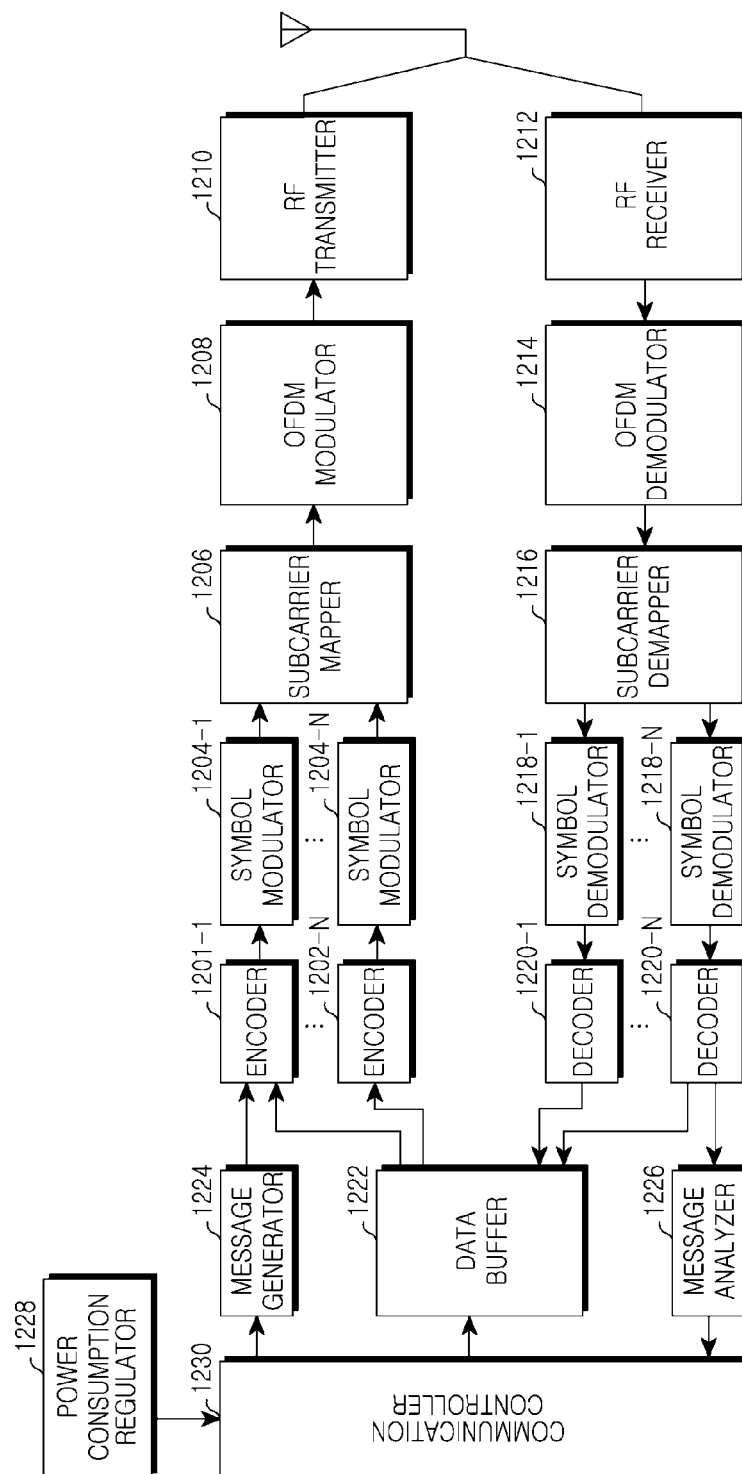 1228
POWER
CONSUMPTION
REGULATOR
1230
COMMUNICATION
CONTROLLER
1224
MESSAGE
GENERATOR
1222
DATA
BUFFER
1226
MESSAGE
ANALYZER
1201-1
ENCODER
⋮
1202-N
ENCODER
1220-1
DECODER
⋮
1220-N
DECODER
1204-1
SYMBOL
MODULATOR
⋮
1204-N
SYMBOL
MODULATOR
1218-1
SYMBOL
DEMODULATOR
⋮
1218-N
SYMBOL
DEMODULATOR
1206
SUBCARRIER
MAPPER
1216
SUBCARRIER
DEMAPPER
1208
OFDM
MODULATOR
1214
OFDM
DEMODULATOR
1210
RF
TRANSMITTER
1212
RF
RECEIVER